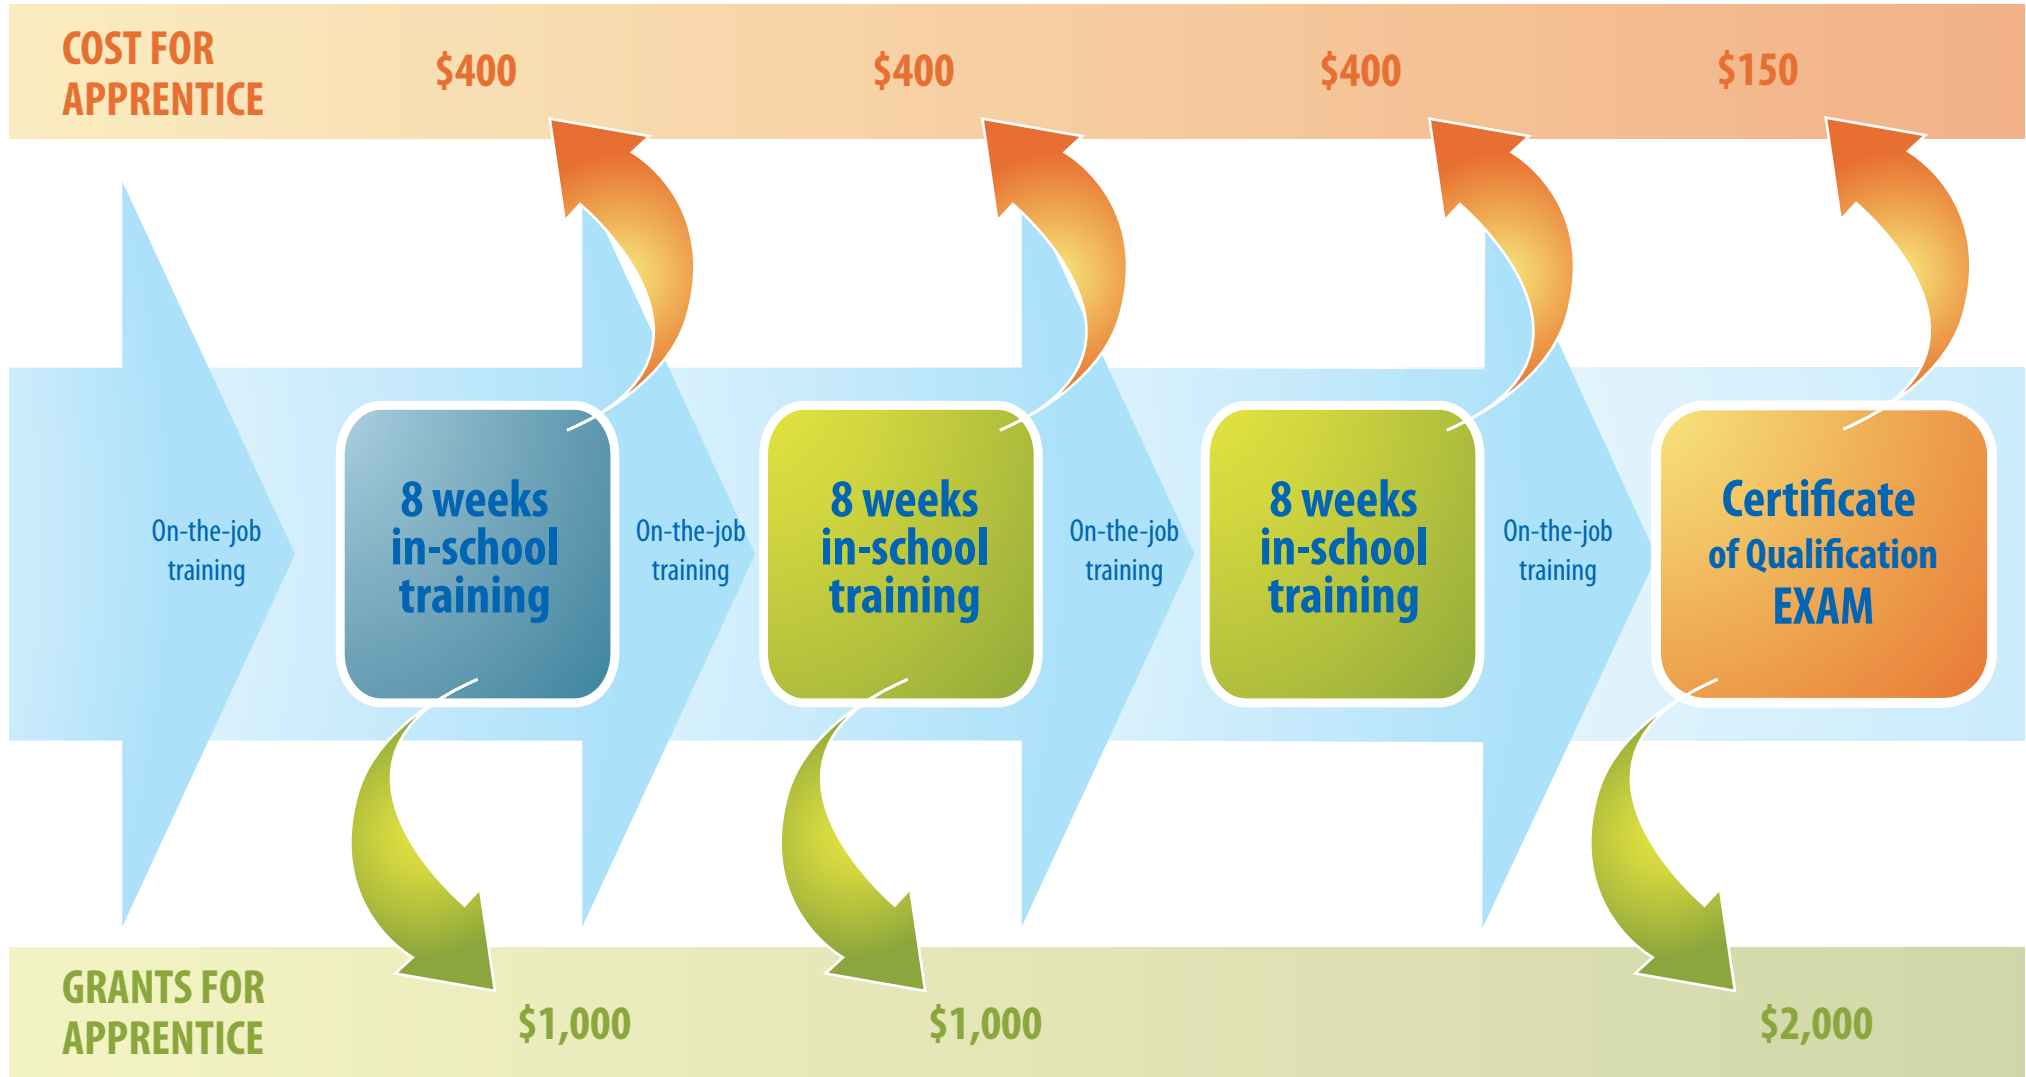 COST FOR
APPRENTICE
$400
$400
$400
$150
On-the-job
training
8 weeks
in-school
training
On-the-job
training
8 weeks
in-school
training
On-the-job
training
8 weeks
in-school
training
On-the-job
training
Certificate
of Qualification
EXAM
GRANTS FOR
APPRENTICE
$1,000
$1,000
$2,000